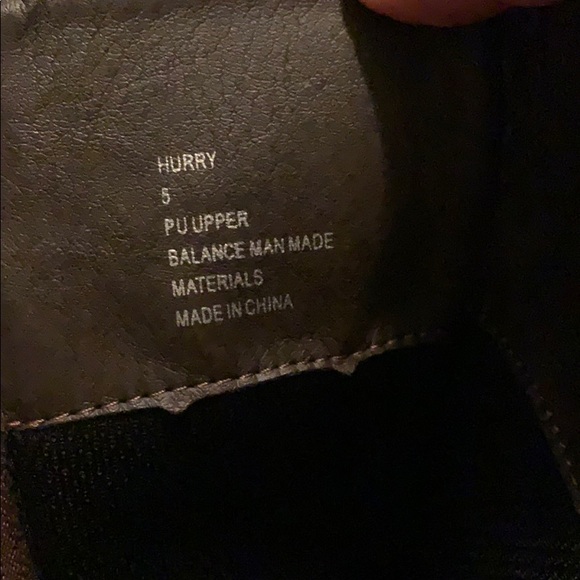 HURRY
5
PU UPPER
BALANCE MAN MADE
MATERIALS
MADE IN CHINA